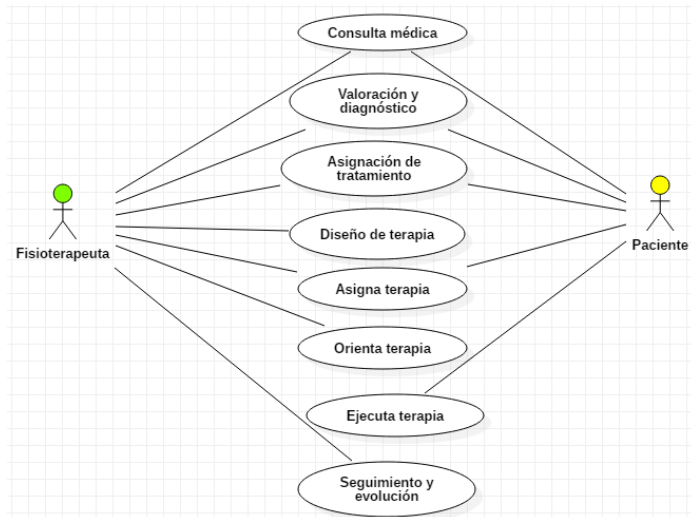 Consulta médica
Valoración y
diagnóstico
Asignación de
tratamiento
Fisioterapeuta
Paciente
Diseño de terapia
Asigna terapia
Orienta terapia
Ejecuta terapia
Seguimiento y
evolución